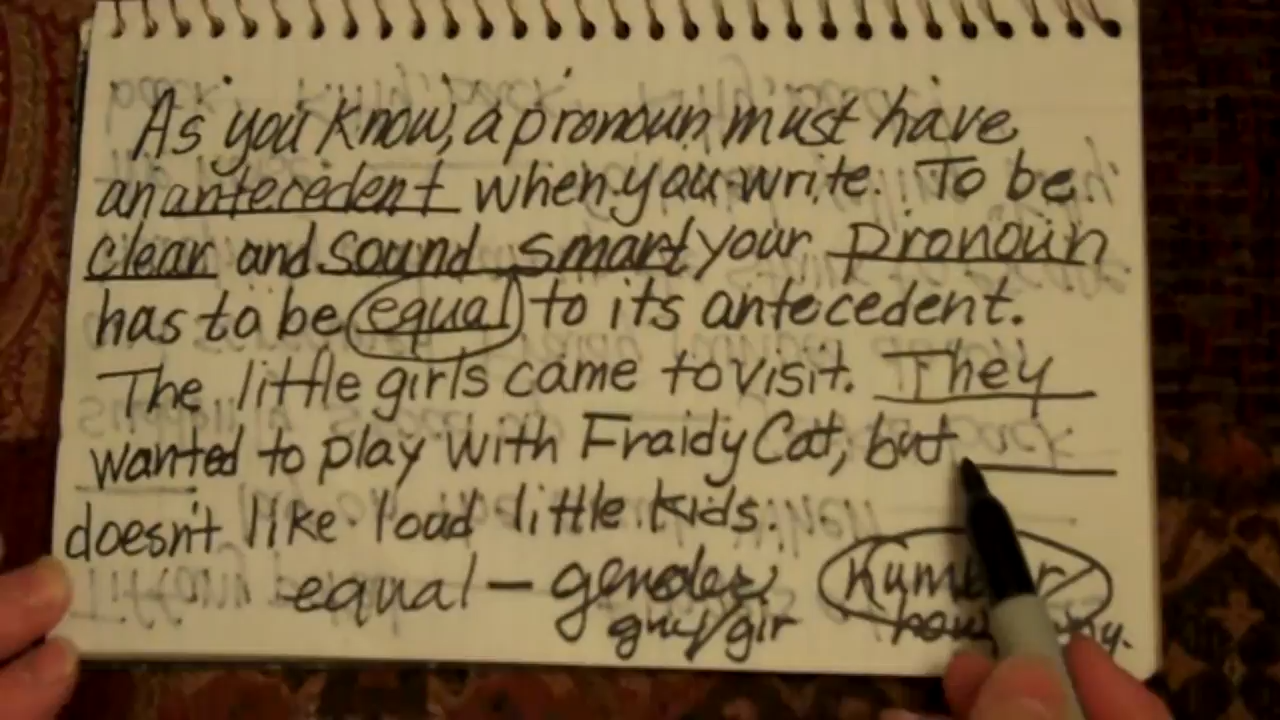 As you know, a pronoun must have
an antecedent when you write. To be
clear and sound smart your pronoun
has to be equal to its antecedent.
The little girls came to visit. They
wanted to play with Fraidy Cat, but
doesn't like loud little kids.
equal - gender
guy/girl